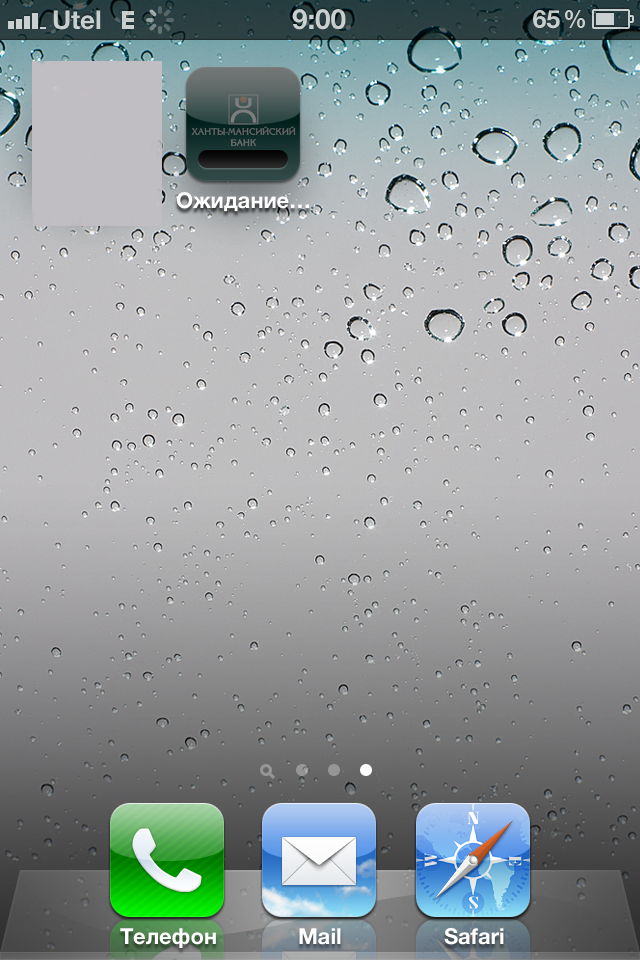 Utel E 9:00 65 %
ХАНТЫ-МАНСИЙСКИЙ
БАНК
Ожидание...
Телефон Mail Safari